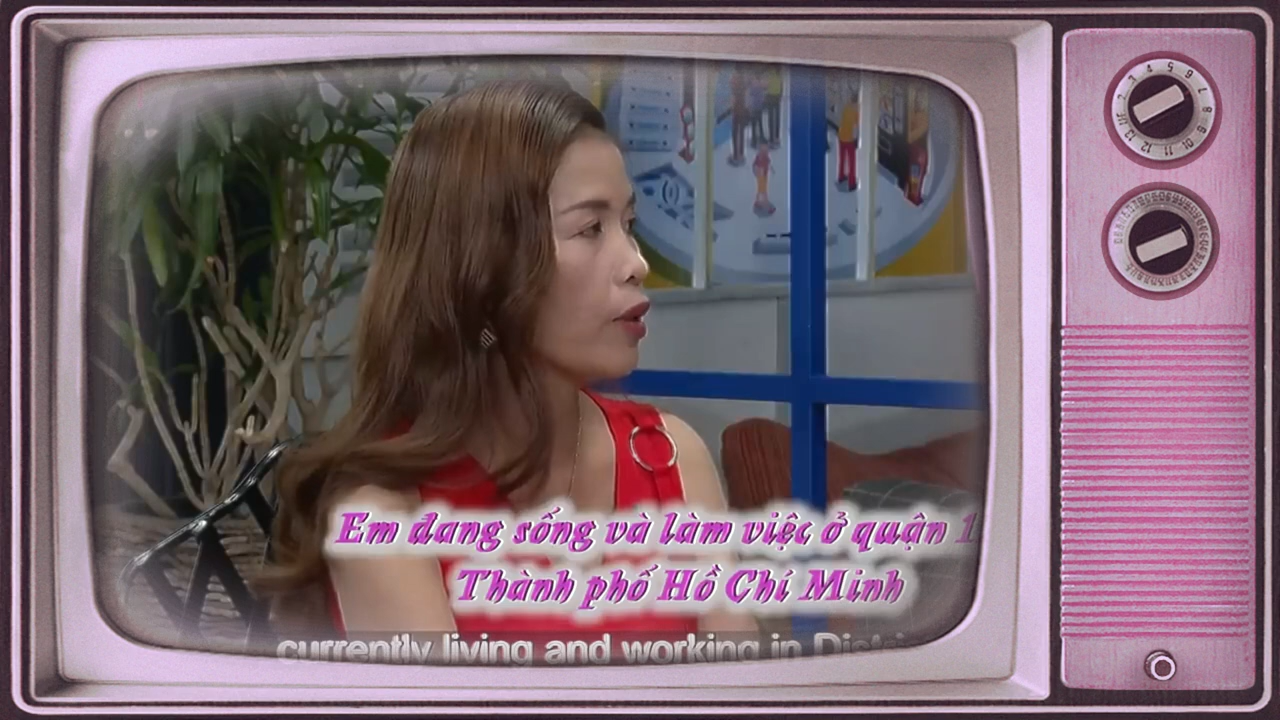 Em đang sống và làm việc ở quận 1
Thành phố Hồ Chí Minh
currently living and working in